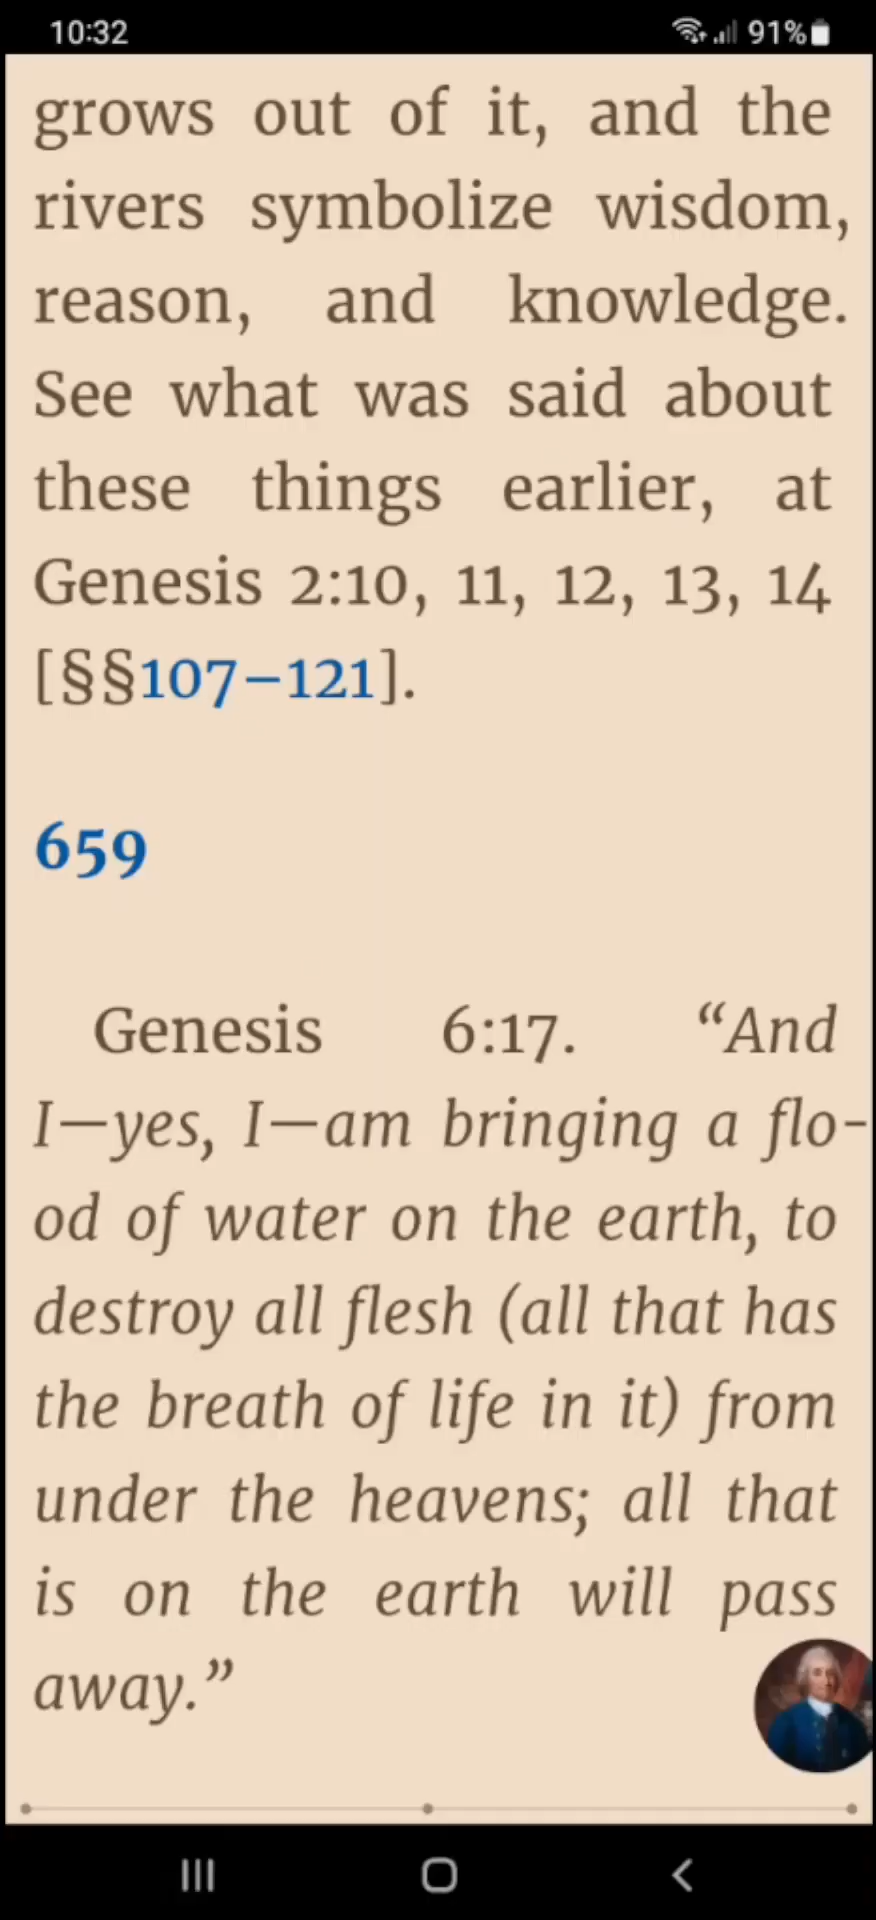 10:32 91%
grows out of it, and the
rivers symbolize wisdom,
reason, and knowledge.
See what was said about
these things earlier, at
Genesis 2:10, 11, 12, 13, 14
[§§107–121].
659
Genesis 6:17. “And
I—yes, I—am bringing a flo-
od of water on the earth, to
destroy all flesh (all that has
the breath of life in it) from
under the heavens; all that
is on the earth will pass
away.”